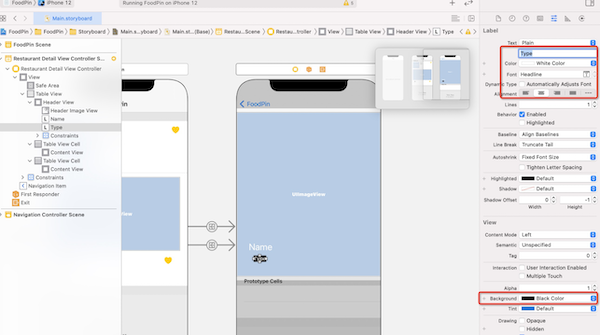 FoodPin
iPhone 12
Running FoodPin on iPhone 12
Main.storyboard
FoodPin
FoodPin
Storyboard
Main.s...yboard
Main.st...(Base)
Restau...Scene
Restau...troller
View
Header View
Type
FoodPin Scene
Restaurant Detail View Controller S...
Restaurant Detail View Controller
View
Safe Area
Table View
Header View
Header Image View
L Name
L Type
Constraints
Table View Cell
Content View
Table View Cell
Content View
Constraints
Navigation Item
First Responder
Exit
Navigation Controller Scene
FoodPin
UIImageView
Name
Prototype Cells
Label
Text Plain
Type
Color White Color
Font Headline
Dynamic Type Automatically Adjusts Font
Alignment
Lines 1
Behavior Enabled
Highlighted
Baseline Align Baselines
Line Break Truncate Tail
Autoshrink Fixed Font Size
Tighten Letter Spacing
Highlighted Default
Shadow Default
Shadow Offset 0 -1
Width Height
View
Content Mode Left
Semantic Unspecified
Tag 0
Interaction User Interaction Enabled
Multiple Touch
Alpha 1
Background Black Color
Tint Default
Drawing Opaque
Hidden